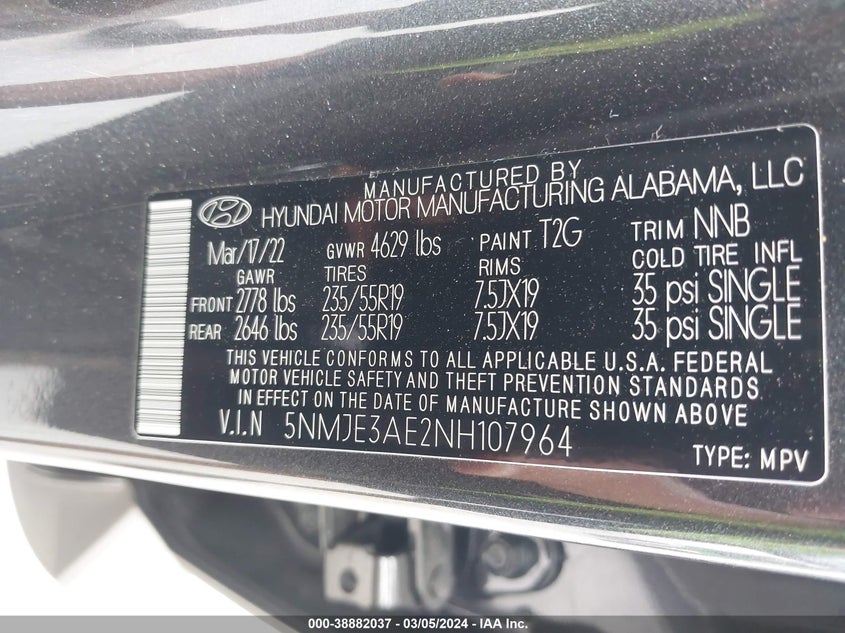 MANUFACTURED BY
HYUNDAI MOTOR MANUFACTURING ALABAMA, LLC
Mar/17/22 GVWR 4629 lbs PAINT T2G TRIM NNB
GAWR TIRES RIMS COLD TIRE INFL
FRONT 2778 lbs 235/55R19 7.5JX19 35 psi SINGLE
REAR 2646 lbs 235/55R19 7.5JX19 35 psi SINGLE
THIS VEHICLE CONFORMS TO ALL APPLICABLE U.S.A. FEDERAL
MOTOR VEHICLE SAFETY AND THEFT PREVENTION STANDARDS
IN EFFECT ON THE DATE OF MANUFACTURE SHOWN ABOVE.
V.I.N 5NMJE3AE2NH107964
TYPE: MPV
000-38882037 - 03/05/2024 - IAA Inc.